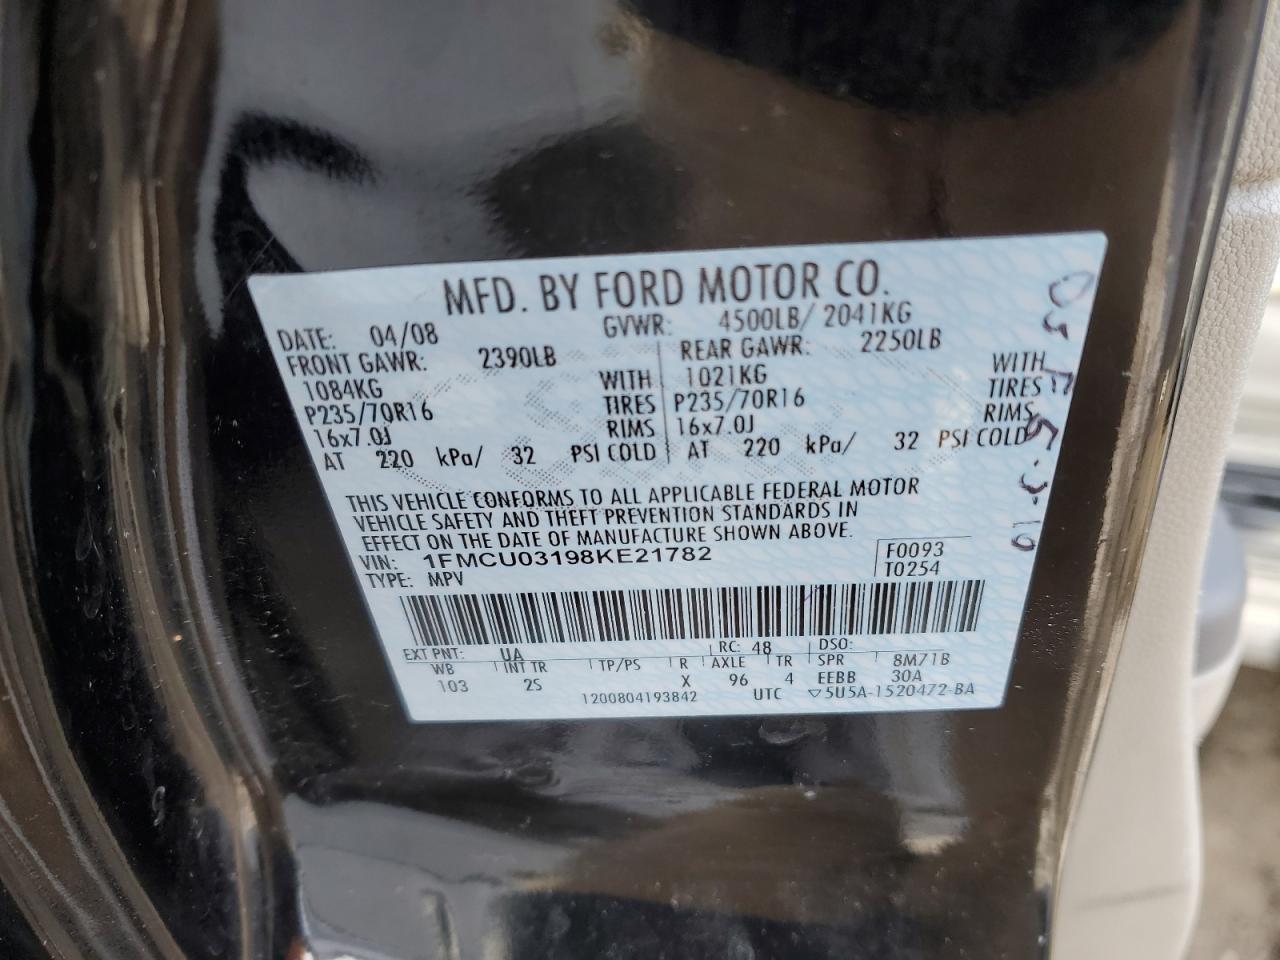 MFD. BY FORD MOTOR CO.
DATE: 04/08 GVWR: 4500LB/ 2041KG
FRONT GAWR: 2390LB REAR GAWR: 2250LB
1084KG WITH 1021KG WITH
P235/70R16 TIRES P235/70R16 TIRES
16x7.0J RIMS 16x7.0J RIMS
AT 220 kPa/ 32 PSI COLD AT 220 kPa/ 32 PSI COLD
THIS VEHICLE CONFORMS TO ALL APPLICABLE FEDERAL MOTOR
VEHICLE SAFETY AND THEFT PREVENTION STANDARDS IN
EFFECT ON THE DATE OF MANUFACTURE SHOWN ABOVE.
VIN: 1FMCU03198KE21782 F0093
TYPE: MPV T0254
EXT PNT: UA RC: 48 DSO:
WB INT TR TP/PS R AXLE TR SPR 8M71B
103 2S X 96 4 EEBB 30A
1200804193842 UTC ▽5U5A-1520472-BA